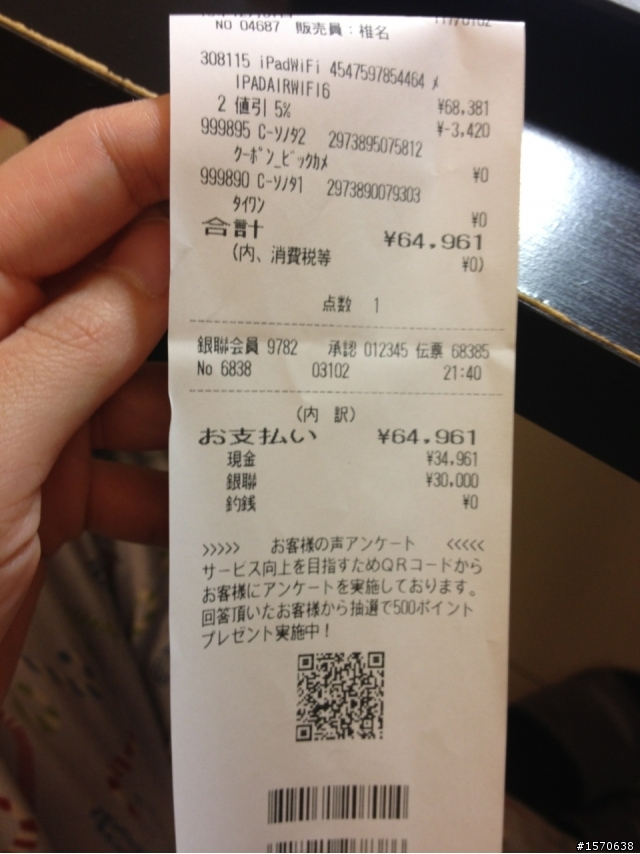 No 04687 販売員：椎名
308115 iPadWiFi 4547597854464 メ
IPADAIRWIFI6
¥68,381
2 値引 5% ¥-3,420
999895 C-ソノタ2 2973895075812
クーポン_ビックカメ ¥0
999890 C-ソノタ1 2973890079303
タイワン ¥0
合計 ¥64,961
(内、消費税等 ¥0)
点数 1
銀聯会員 9782 承認 012345 伝票 68385
No 6838 03102 21:40
(内 訳)
お支払い ¥64,961
現金 ¥34,961
銀聯 ¥30,000
釣銭 ¥0
>>>>> お客様の声アンケート <<<<<
サービス向上を目指すためQRコードから
お客様にアンケートを実施しております。
回答頂いたお客様から抽選で500ポイント
プレゼント実施中！
#1570638